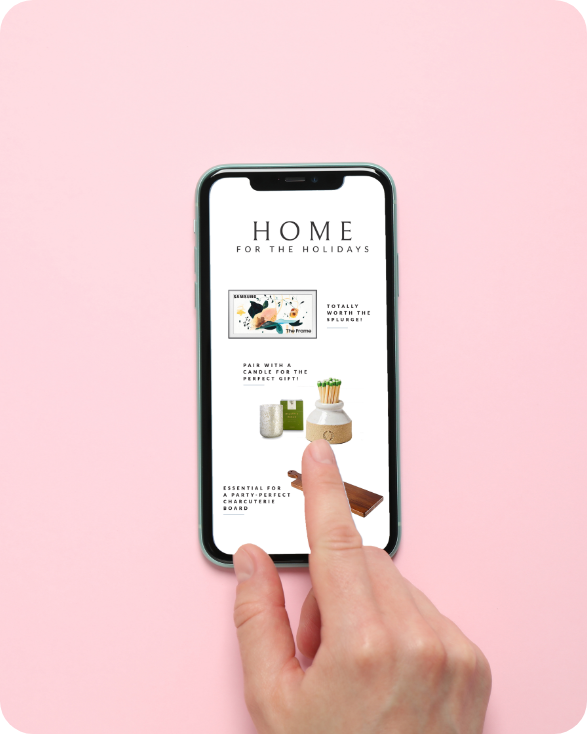 HOME
FOR THE HOLIDAYS
SAMSUNG
The Frame
TOTALLY
WORTH THE
SPLURGE!
PAIR WITH A
CANDLE FOR THE
PERFECT GIFT!
ESSENTIAL FOR
A PARTY-PERFECT
CHARCUTERIE
BOARD